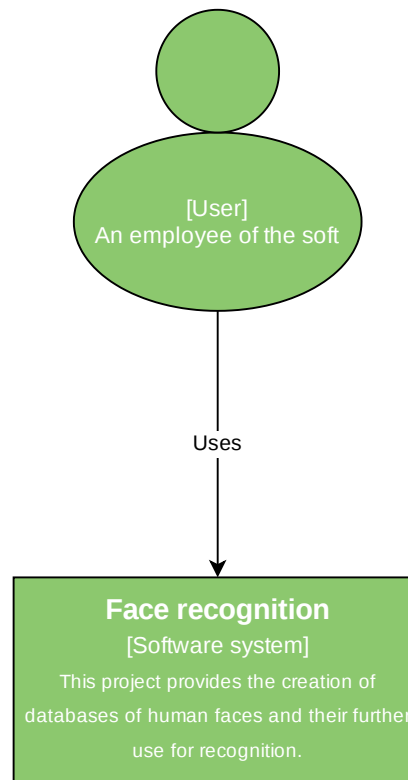 [User]
An employee of the soft
Uses
Face recognition
[Software system]
This project provides the creation of
databases of human faces and their further
use for recognition.